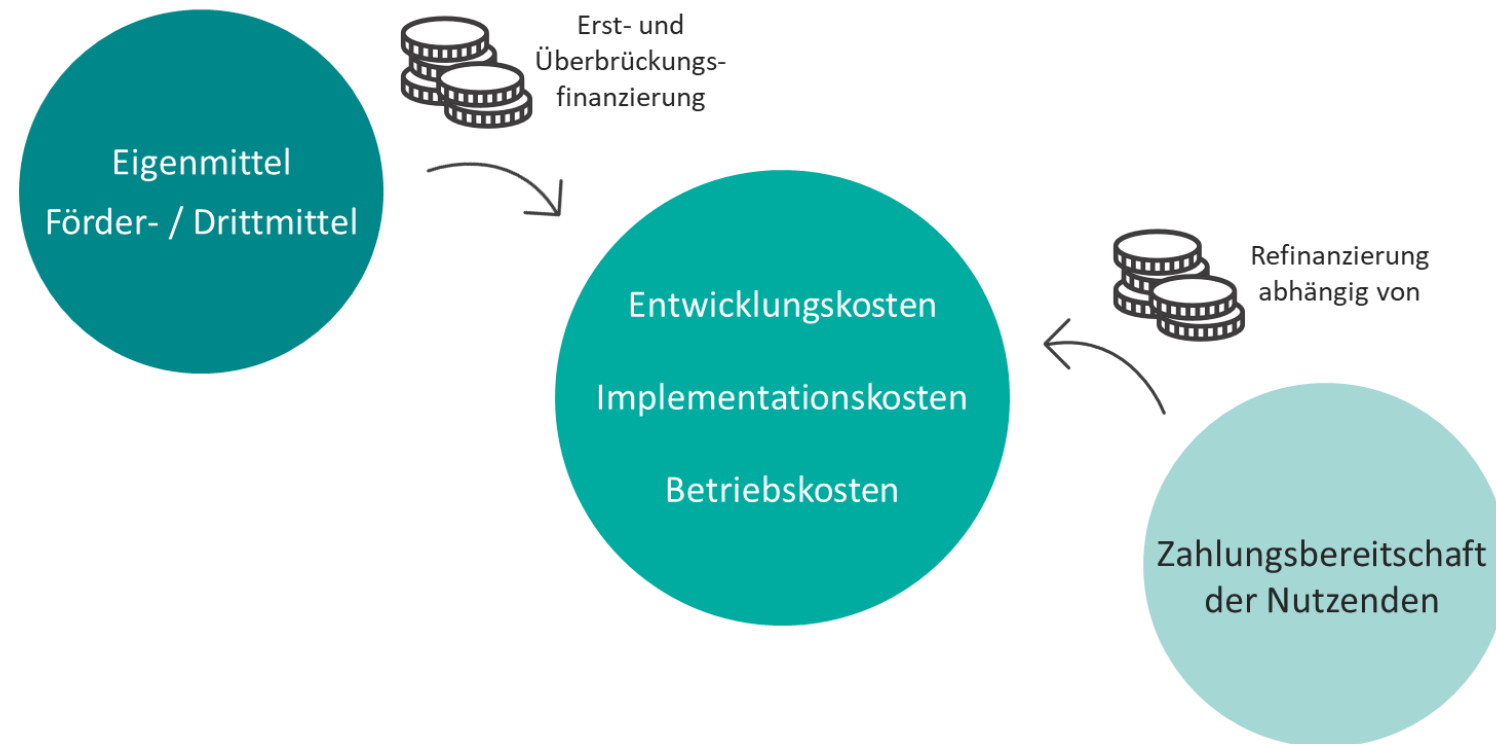 Erst- und
Überbrückungs-
finanzierung
Eigenmittel
Förder- / Drittmittel
Entwicklungskosten
Implementationskosten
Betriebskosten
Refinanzierung
abhängig von
Zahlungsbereitschaft
der Nutzenden